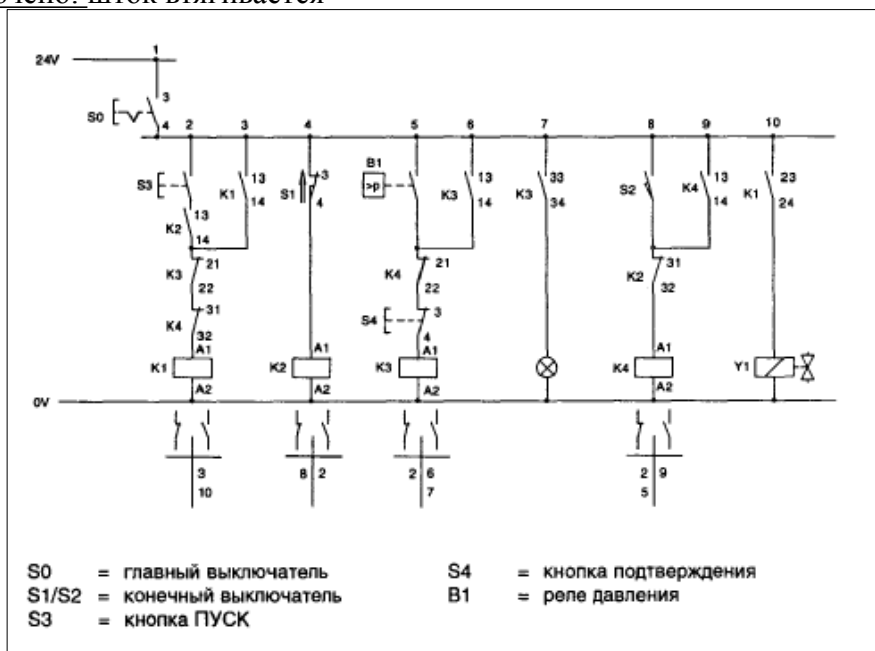 шток втягивается
1
24V
3
S0
4
2 3 4 5 6 7 8 9 10
S3
K1 13
14
S1 3
4
B1
>p
K3 13
14
K3 33
34
S2
K4 13
14
K1 23
24
K2 13
14
K3 21
22
K4 21
22
K2 31
32
K4 31
32
S4 3
4
K1 A1
A2
K2 A1
A2
K3 A1
A2
K4 A1
A2
Y1
0V
3
10
8 2
2 6
7
2 9
5
S0 = главный выключатель
S1/S2 = конечный выключатель
S3 = кнопка ПУСК
S4 = кнопка подтверждения
B1 = реле давления